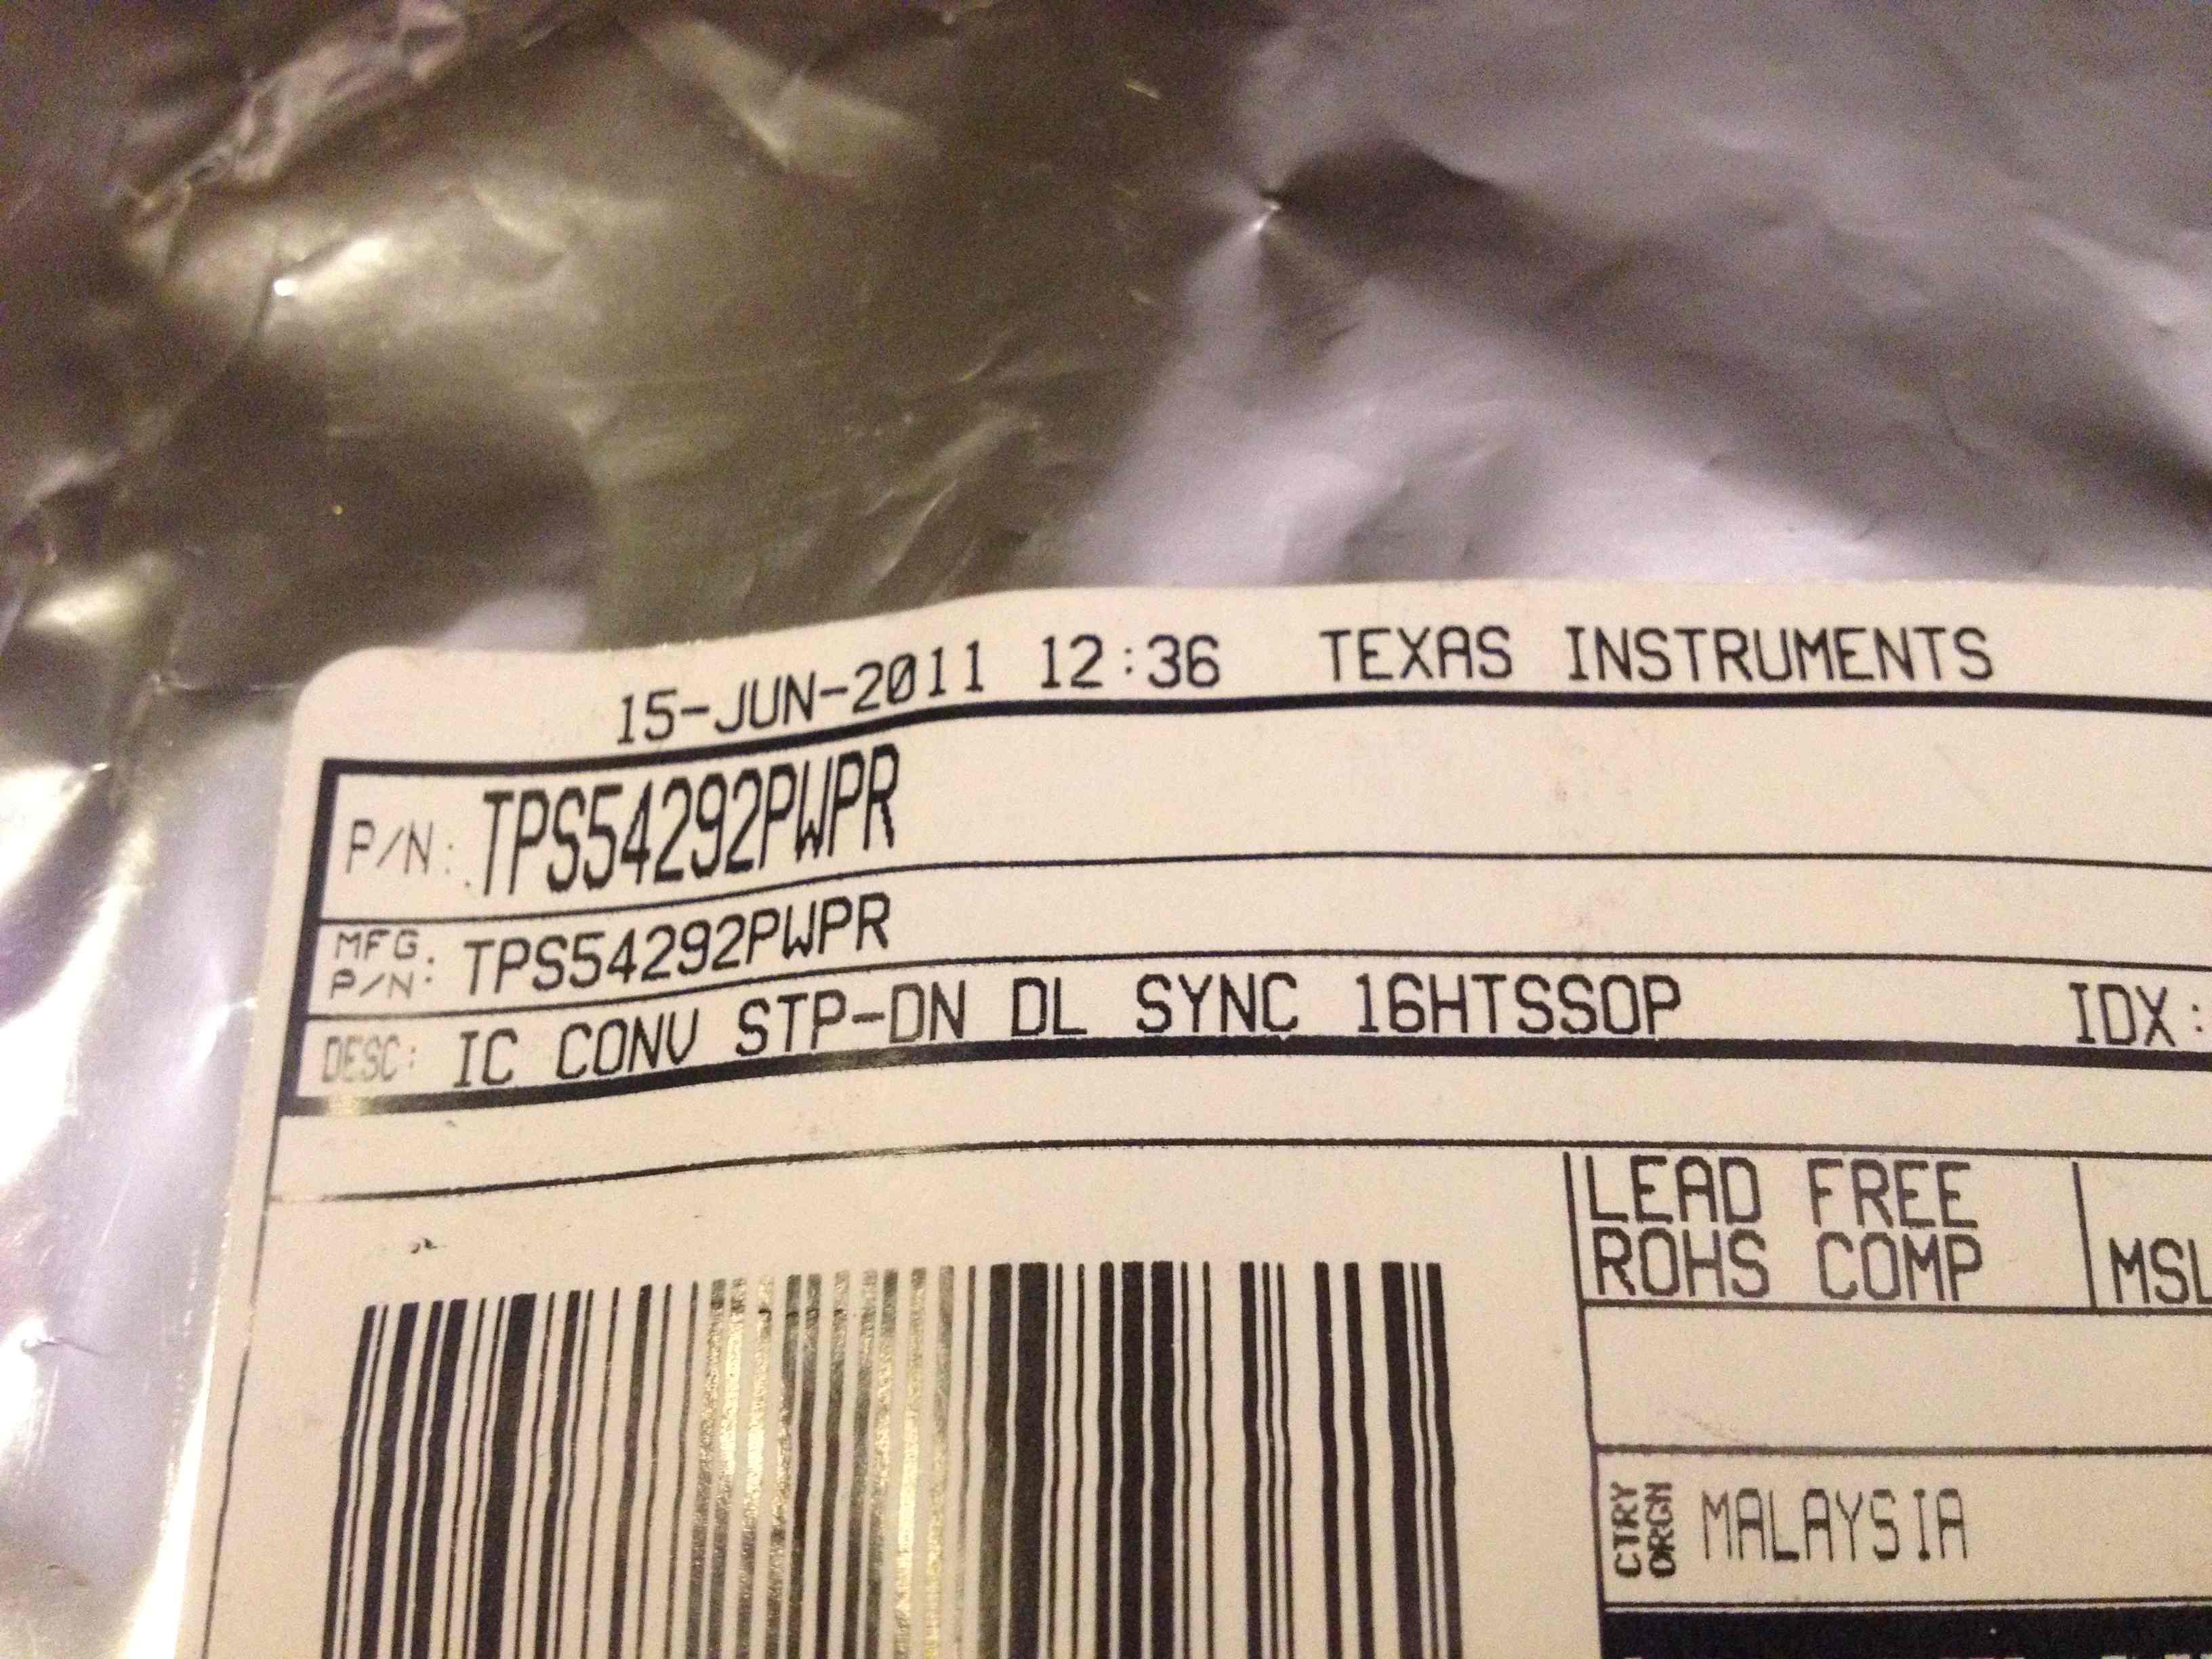 15-JUN-2011 12:36 TEXAS INSTRUMENTS
P/N: TPS54292PWPR
MFG. P/N: TPS54292PWPR
DESC: IC CONV STP-DN DL SYNC 16HTSSOP IDX:
LEAD FREE
ROHS COMP
MSL
CTRY ORGN MALAYSIA